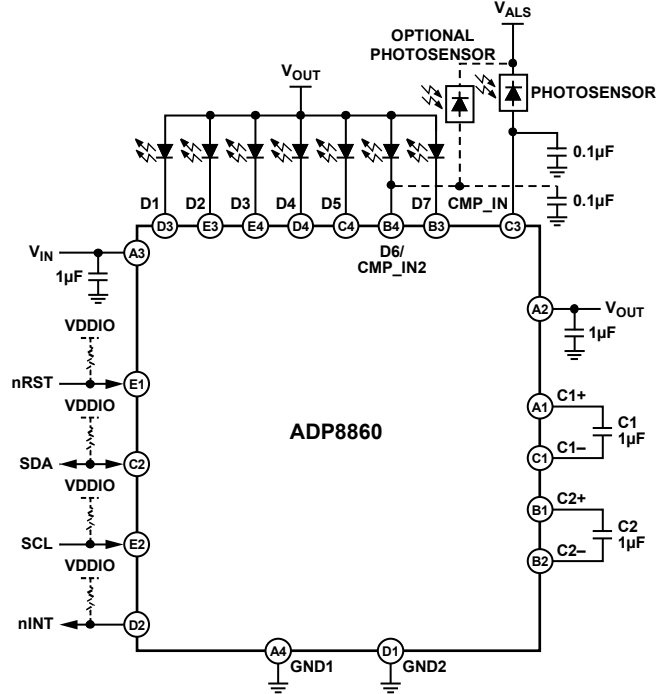 VALS
OPTIONAL
PHOTOSENSOR
PHOTOSENSOR
VOUT
0.1µF
0.1µF
D1 D2 D3 D4 D5 D7 CMP_IN
D3 E3 E4 D4 C4 B4 B3 C3
D6/
CMP_IN2
VIN
A3
1µF
A2
VOUT
1µF
VDDIO
nRST
E1
VDDIO
SDA
C2
VDDIO
SCL
E2
VDDIO
nINT
D2
ADP8860
A1
C1+
C1
1µF
C1
C1–
B1
C2+
C2
1µF
B2
C2–
A4
GND1
D1
GND2